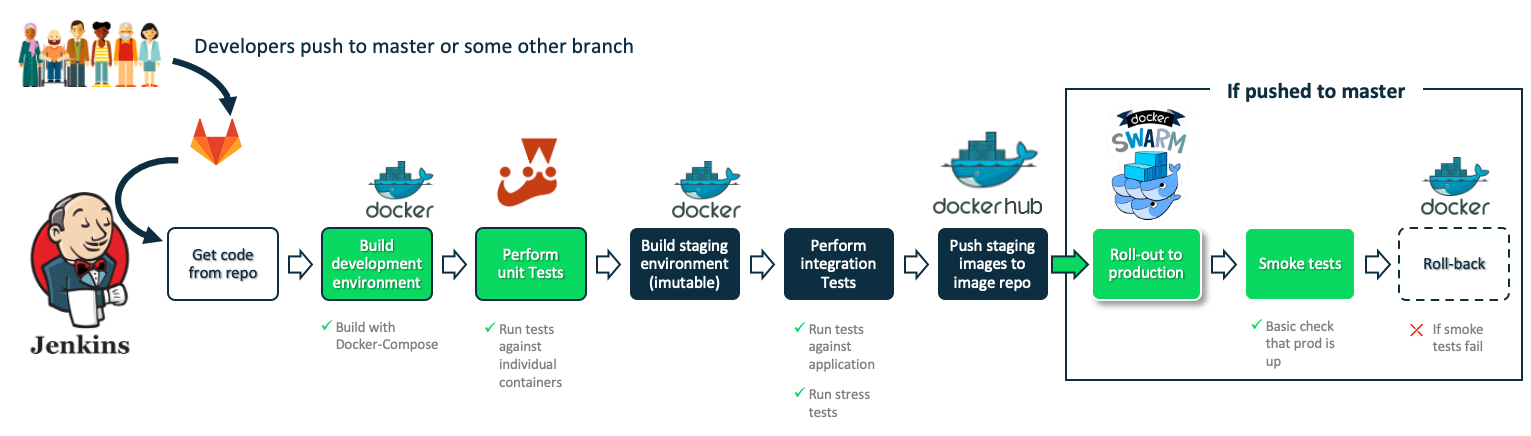 Developers push to master or some other branch
If pushed to master
docker
SWARM
docker
docker
docker hub
docker
Jenkins
Get code
from repo
Build
development
environment
Perform
unit Tests
Build staging
environment
(imutable)
Perform
integration
Tests
Push staging
images to
image repo
Roll-out to
production
Smoke tests
Roll-back
✓ Build with
Docker-Compose
✓ Run tests
against
individual
containers
✓ Run tests
against
application
✓ Run stress
tests
✓ Basic check
that prod is
up
✕ If smoke
tests fail